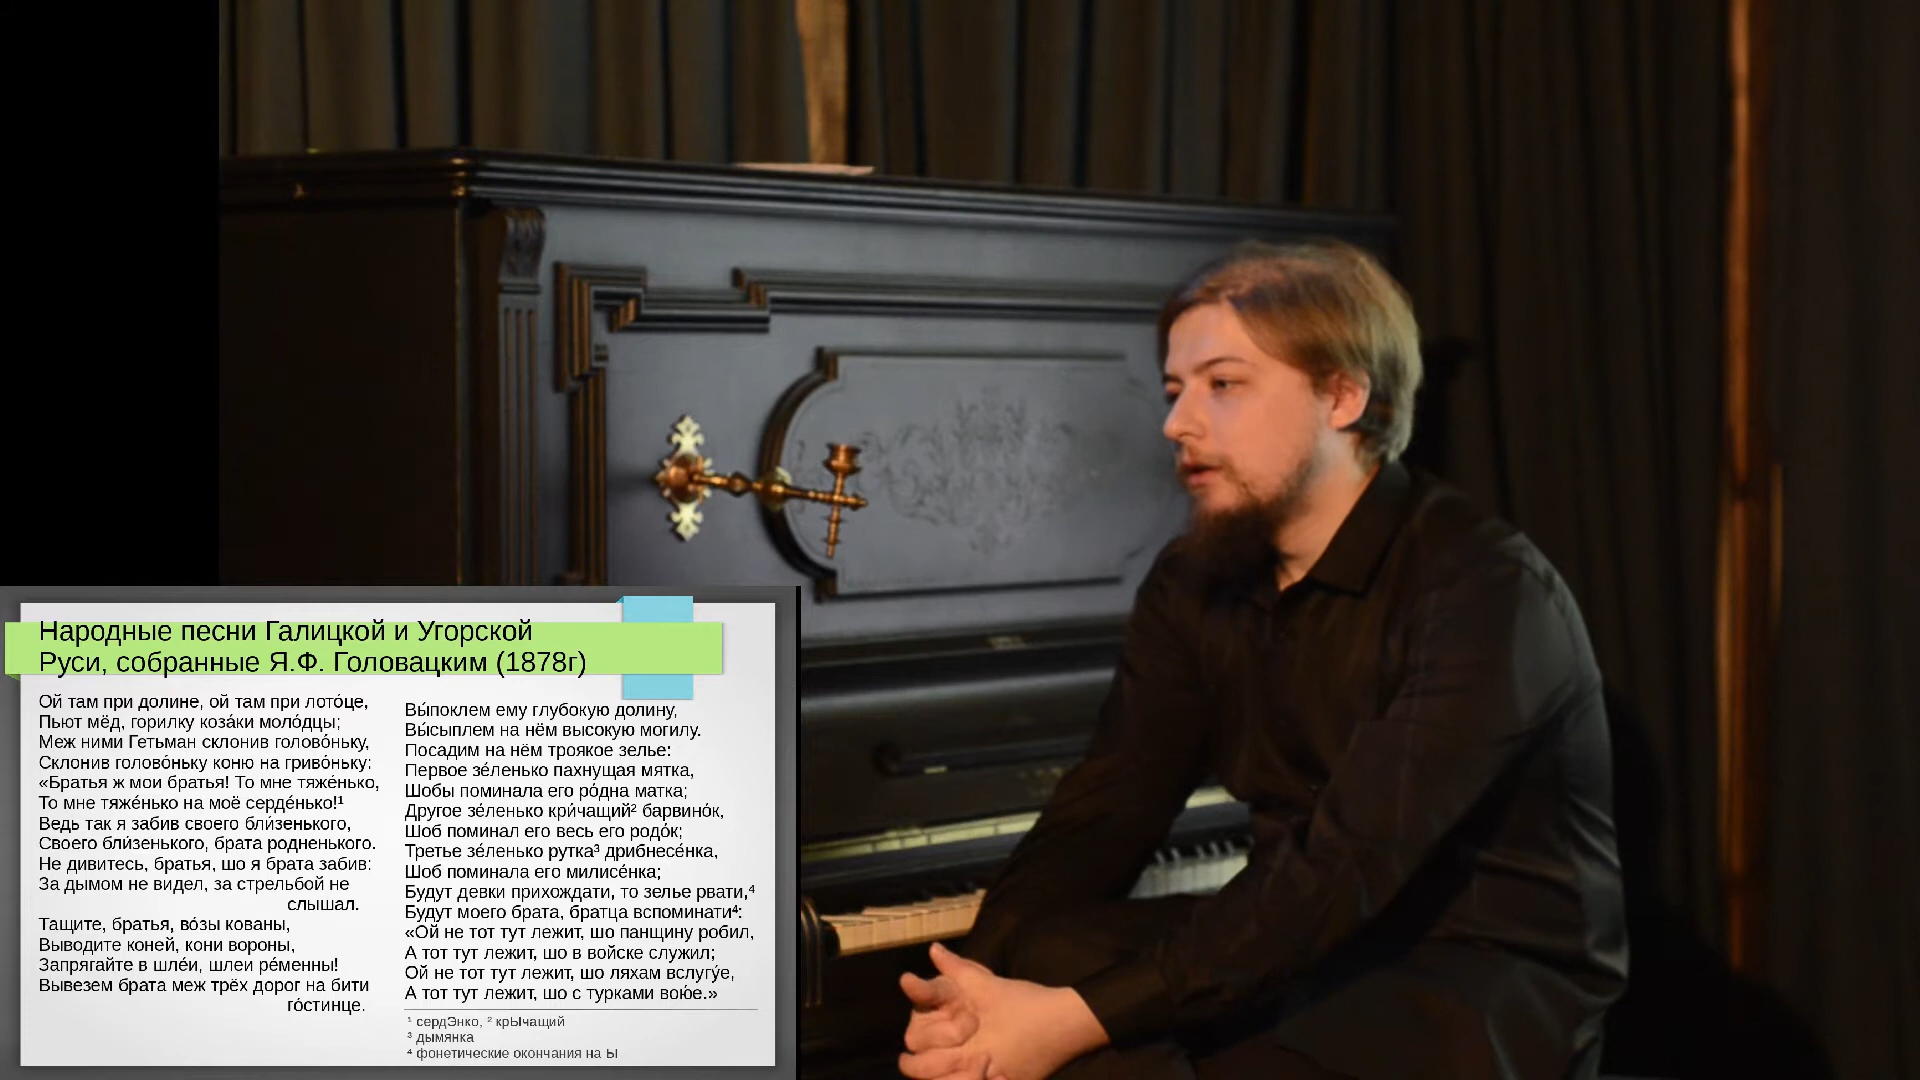 Народные песни Галицкой и Угорской
Руси, собранные Я.Ф. Головацким (1878г)
Ой там при долине, ой там при лото́це,
Пьют мёд, горилку коза́ки моло́дцы;
Меж ними Гетьман склонив голово́ньку,
Склонив голово́ньку коню на гриво́ньку:
«Братья ж мои братья! То мне тяже́нько,
То мне тяже́нько на моё серде́нько!¹
Ведь так я забив своего бли́зенького,
Своего бли́зенького, брата родненького.
Не дивитесь, братья, шо я брата забив:
За дымом не видел, за стрельбой не
слышал.
Тащите, братья, во́зы кованы,
Выводите коней, кони вороны,
Запрягайте в шле́и, шлеи ре́менны!
Вывезем брата меж трёх дорог на бити
го́стинце.
Вы́поклем ему глубокую долину,
Вы́сыплем на нём высокую могилу.
Посадим на нём троякое зелье:
Первое зе́ленько пахнущая мятка,
Шобы поминала его ро́дна матка;
Другое зе́ленько кри́чащий² барвино́к,
Шоб поминал его весь его родо́к;
Третье зе́ленько рутка³ дрибнесе́нка,
Шоб поминала его милисе́нка;
Будут девки прихождати, то зелье рвати,⁴
Будут моего брата, братца вспоминати⁴:
«Ой не тот тут лежит, шо панщину робил,
А тот тут лежит, шо в войске служил;
Ой не тот тут лежит, шо ляхам вслугу́е,
А тот тут лежит, шо с турками вою́е.»
¹ сердЭнко, ² крЫчащий
³ дымянка
⁴ фонетические окончания на Ы